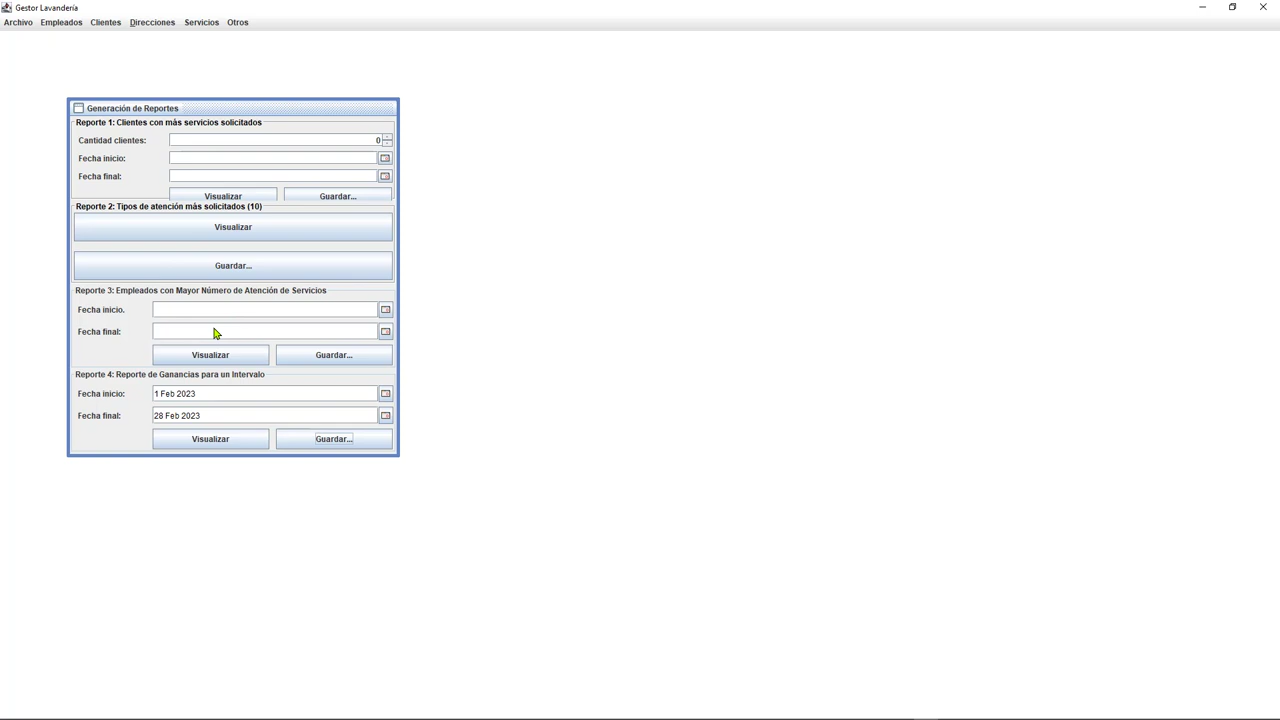 Gestor Lavandería
Archivo Empleados Clientes Direcciones Servicios Otros
Generación de Reportes
Reporte 1: Clientes con más servicios solicitados
Cantidad clientes: 0
Fecha inicio:
Fecha final:
Visualizar Guardar...
Reporte 2: Tipos de atención más solicitados (10)
Visualizar
Guardar...
Reporte 3: Empleados con Mayor Número de Atención de Servicios
Fecha inicio.
Fecha final:
Visualizar Guardar...
Reporte 4: Reporte de Ganancias para un Intervalo
Fecha inicio: 1 Feb 2023
Fecha final: 28 Feb 2023
Visualizar Guardar...